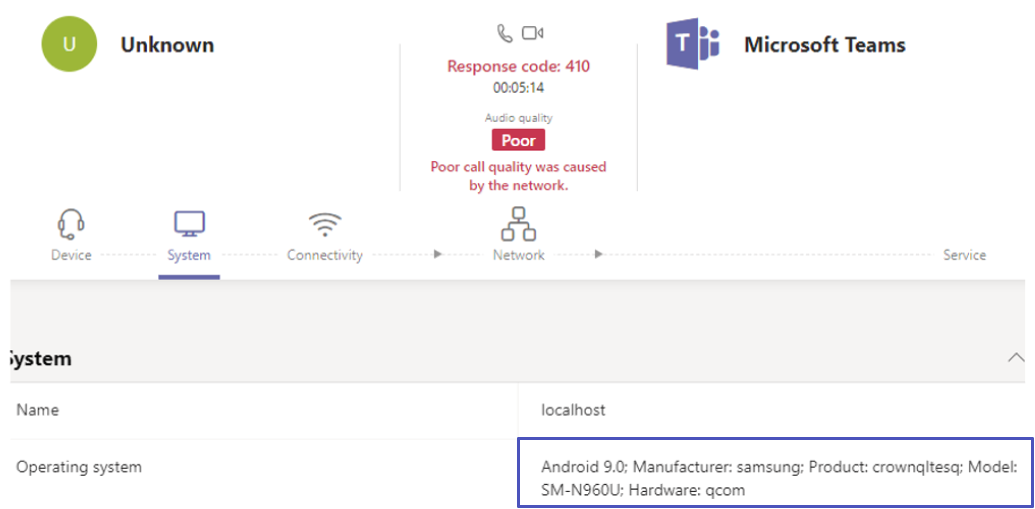 U
Unknown
Response code: 410
00:05:14
Audio quality
Poor
Poor call quality was caused
by the network.
T
Microsoft Teams
Device
System
Connectivity
Network
Service
System
Name
localhost
Operating system
Android 9.0; Manufacturer: samsung; Product: crownqltesq; Model:
SM-N960U; Hardware: qcom